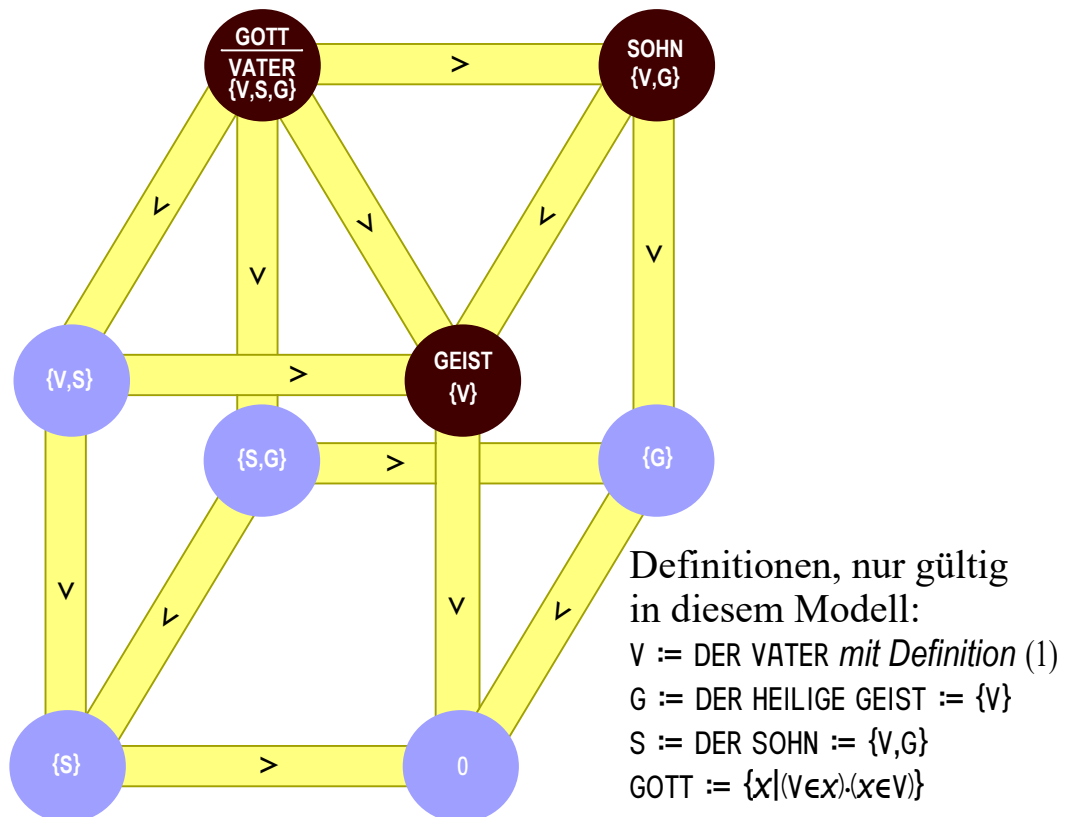 GOTT
VATER
{V,S,G}
>
SOHN
{V,G}
>
>
>
>
>
{V,S}
>
GEIST
{V}
{S,G}
>
{G}
>
>
>
>
{S}
>
0
Definitionen, nur gültig
in diesem Modell:
V := DER VATER mit Definition (1)
G := DER HEILIGE GEIST := {V}
S := DER SOHN := {V,G}
GOTT := {x|(V∈x)·(x∈V)}